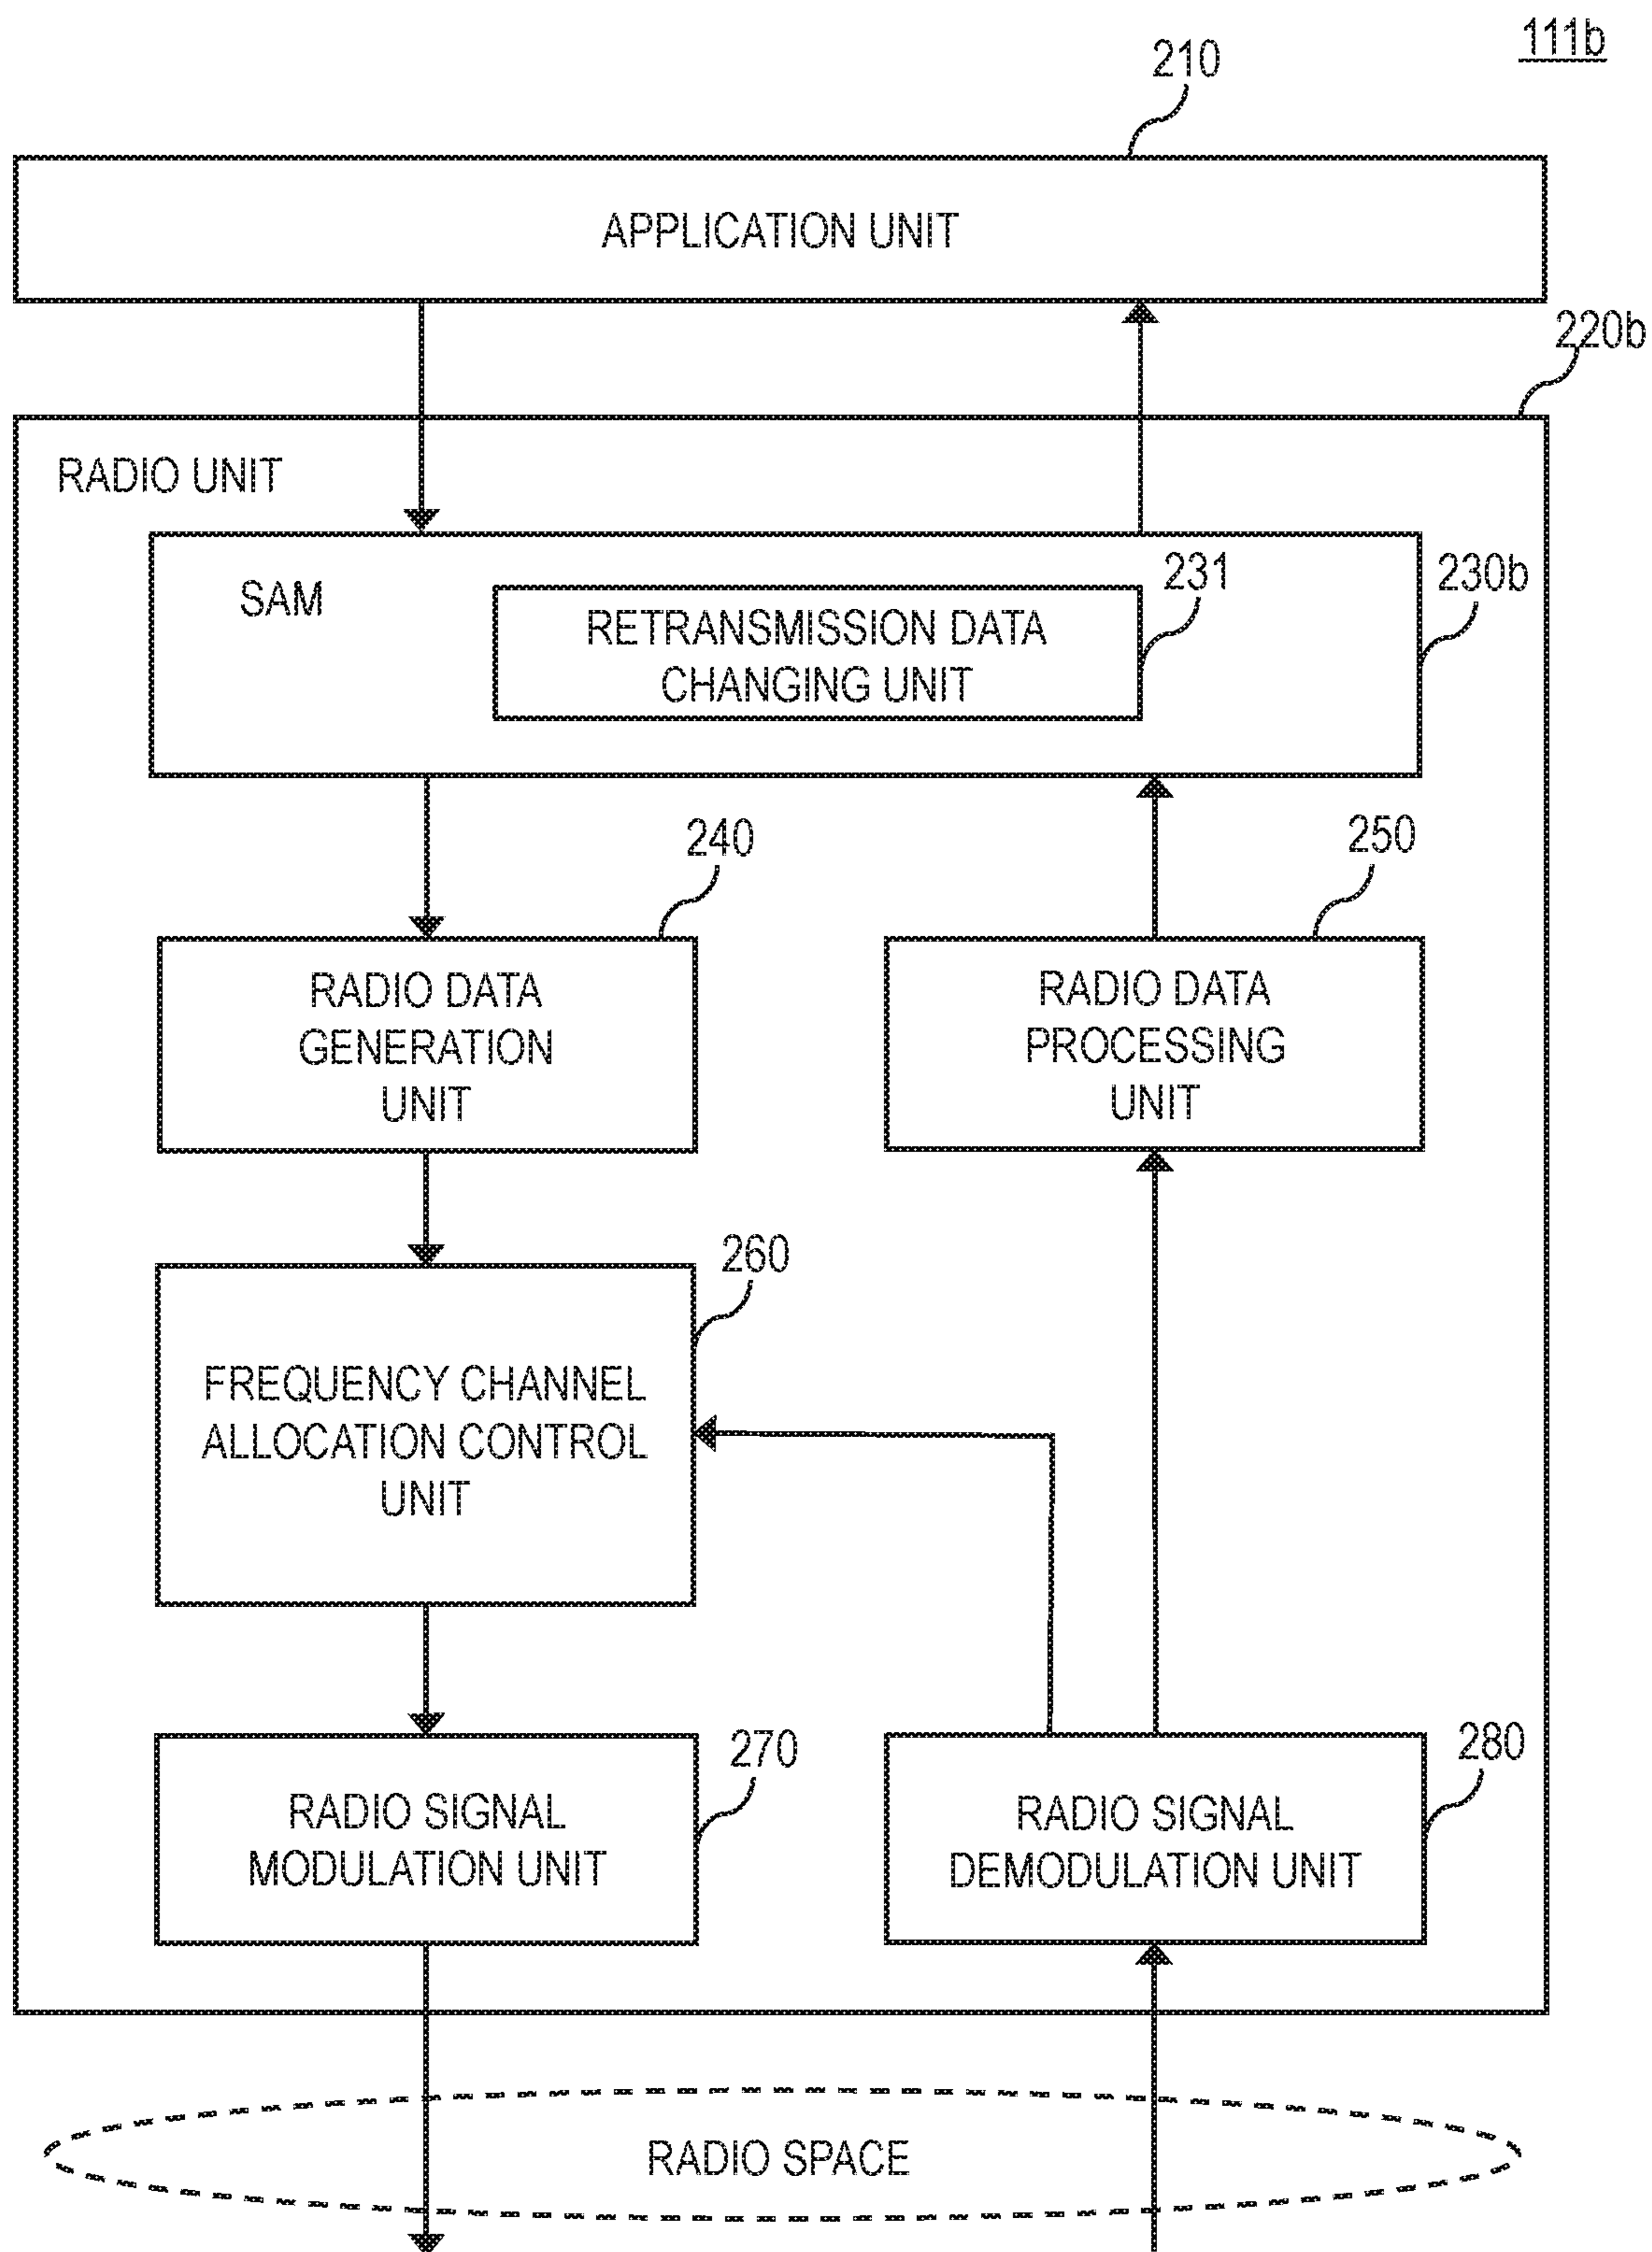 111b
210
APPLICATION UNIT
220b
RADIO UNIT
SAM
231
230b
RETRANSMISSION DATA
CHANGING UNIT
240
250
RADIO DATA
GENERATION
UNIT
RADIO DATA
PROCESSING
UNIT
260
FREQUENCY CHANNEL
ALLOCATION CONTROL
UNIT
270
280
RADIO SIGNAL
MODULATION UNIT
RADIO SIGNAL
DEMODULATION UNIT
RADIO SPACE